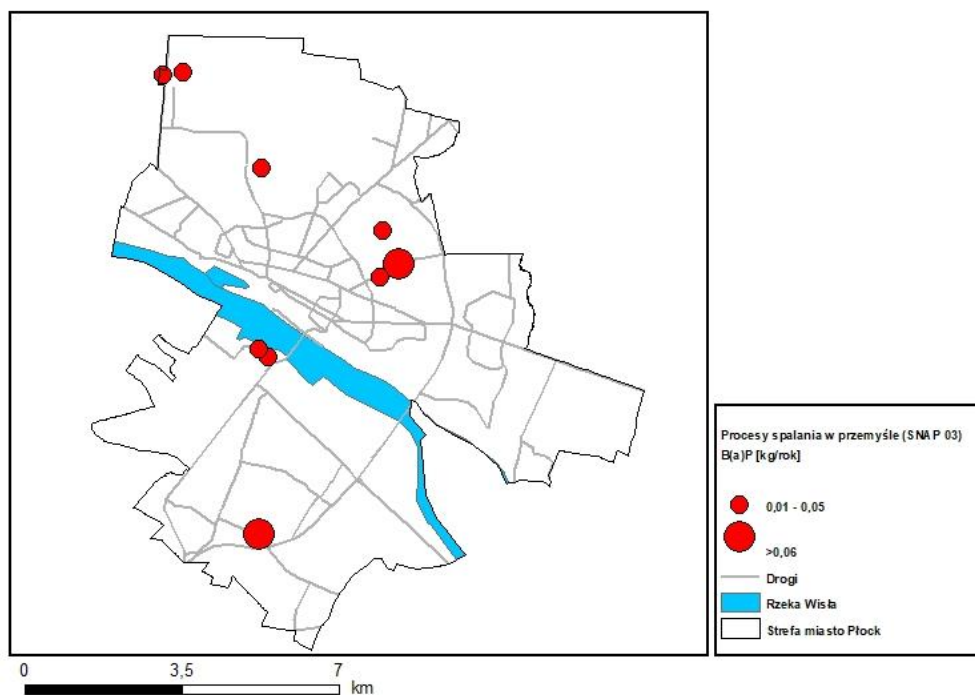 Procesy spalania w przemyśle (SNAP 03)
B(a)P [kg/rok]
0,01 - 0,05
>0,06
Drogi
Rzeka Wisła
Strefa miasto Płock
0 3,5 7
km